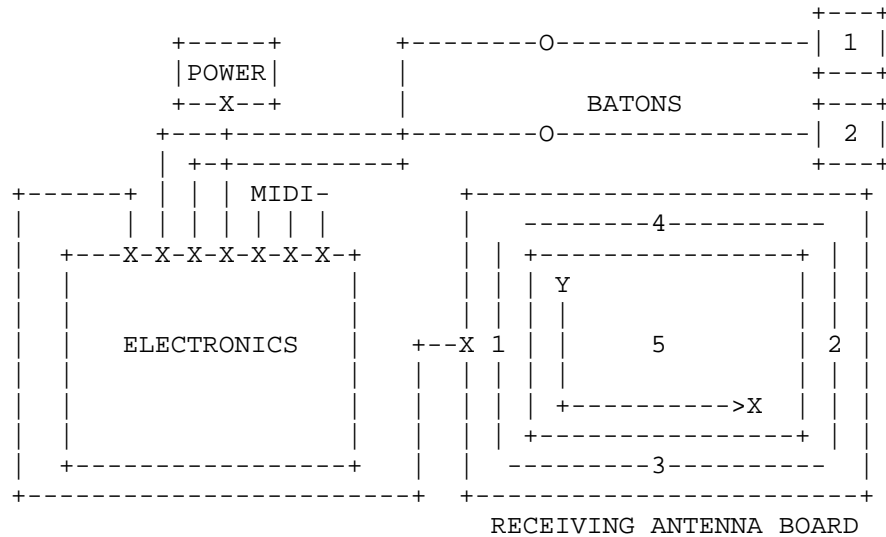 1
POWER
X
BATONS
2
MIDI-
4
X-X-X-X-X-X-X
Y
ELECTRONICS
X 1 5 2
>X
3
RECEIVING ANTENNA BOARD